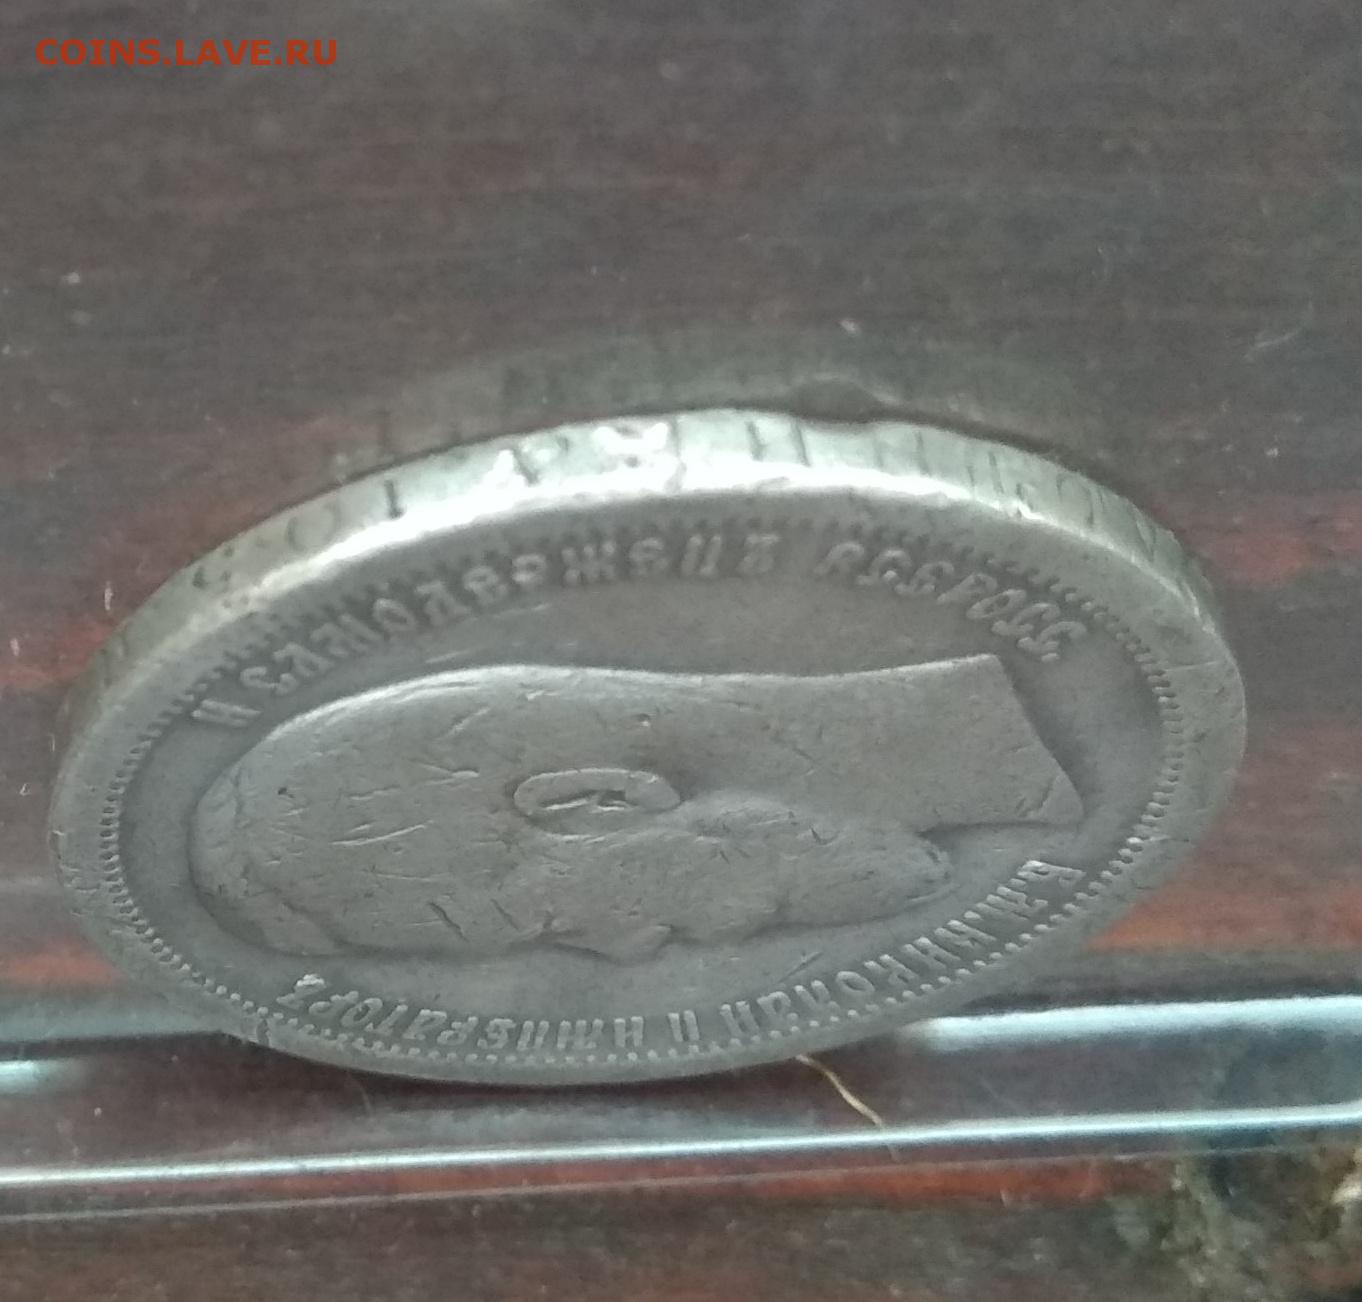 COINS.LAVE.RU
Б.М.НИКОЛАЙ II ИМПЕРАТОРЪ
И САМОДЕРЖЕЦЪ ВСЕРОСС.